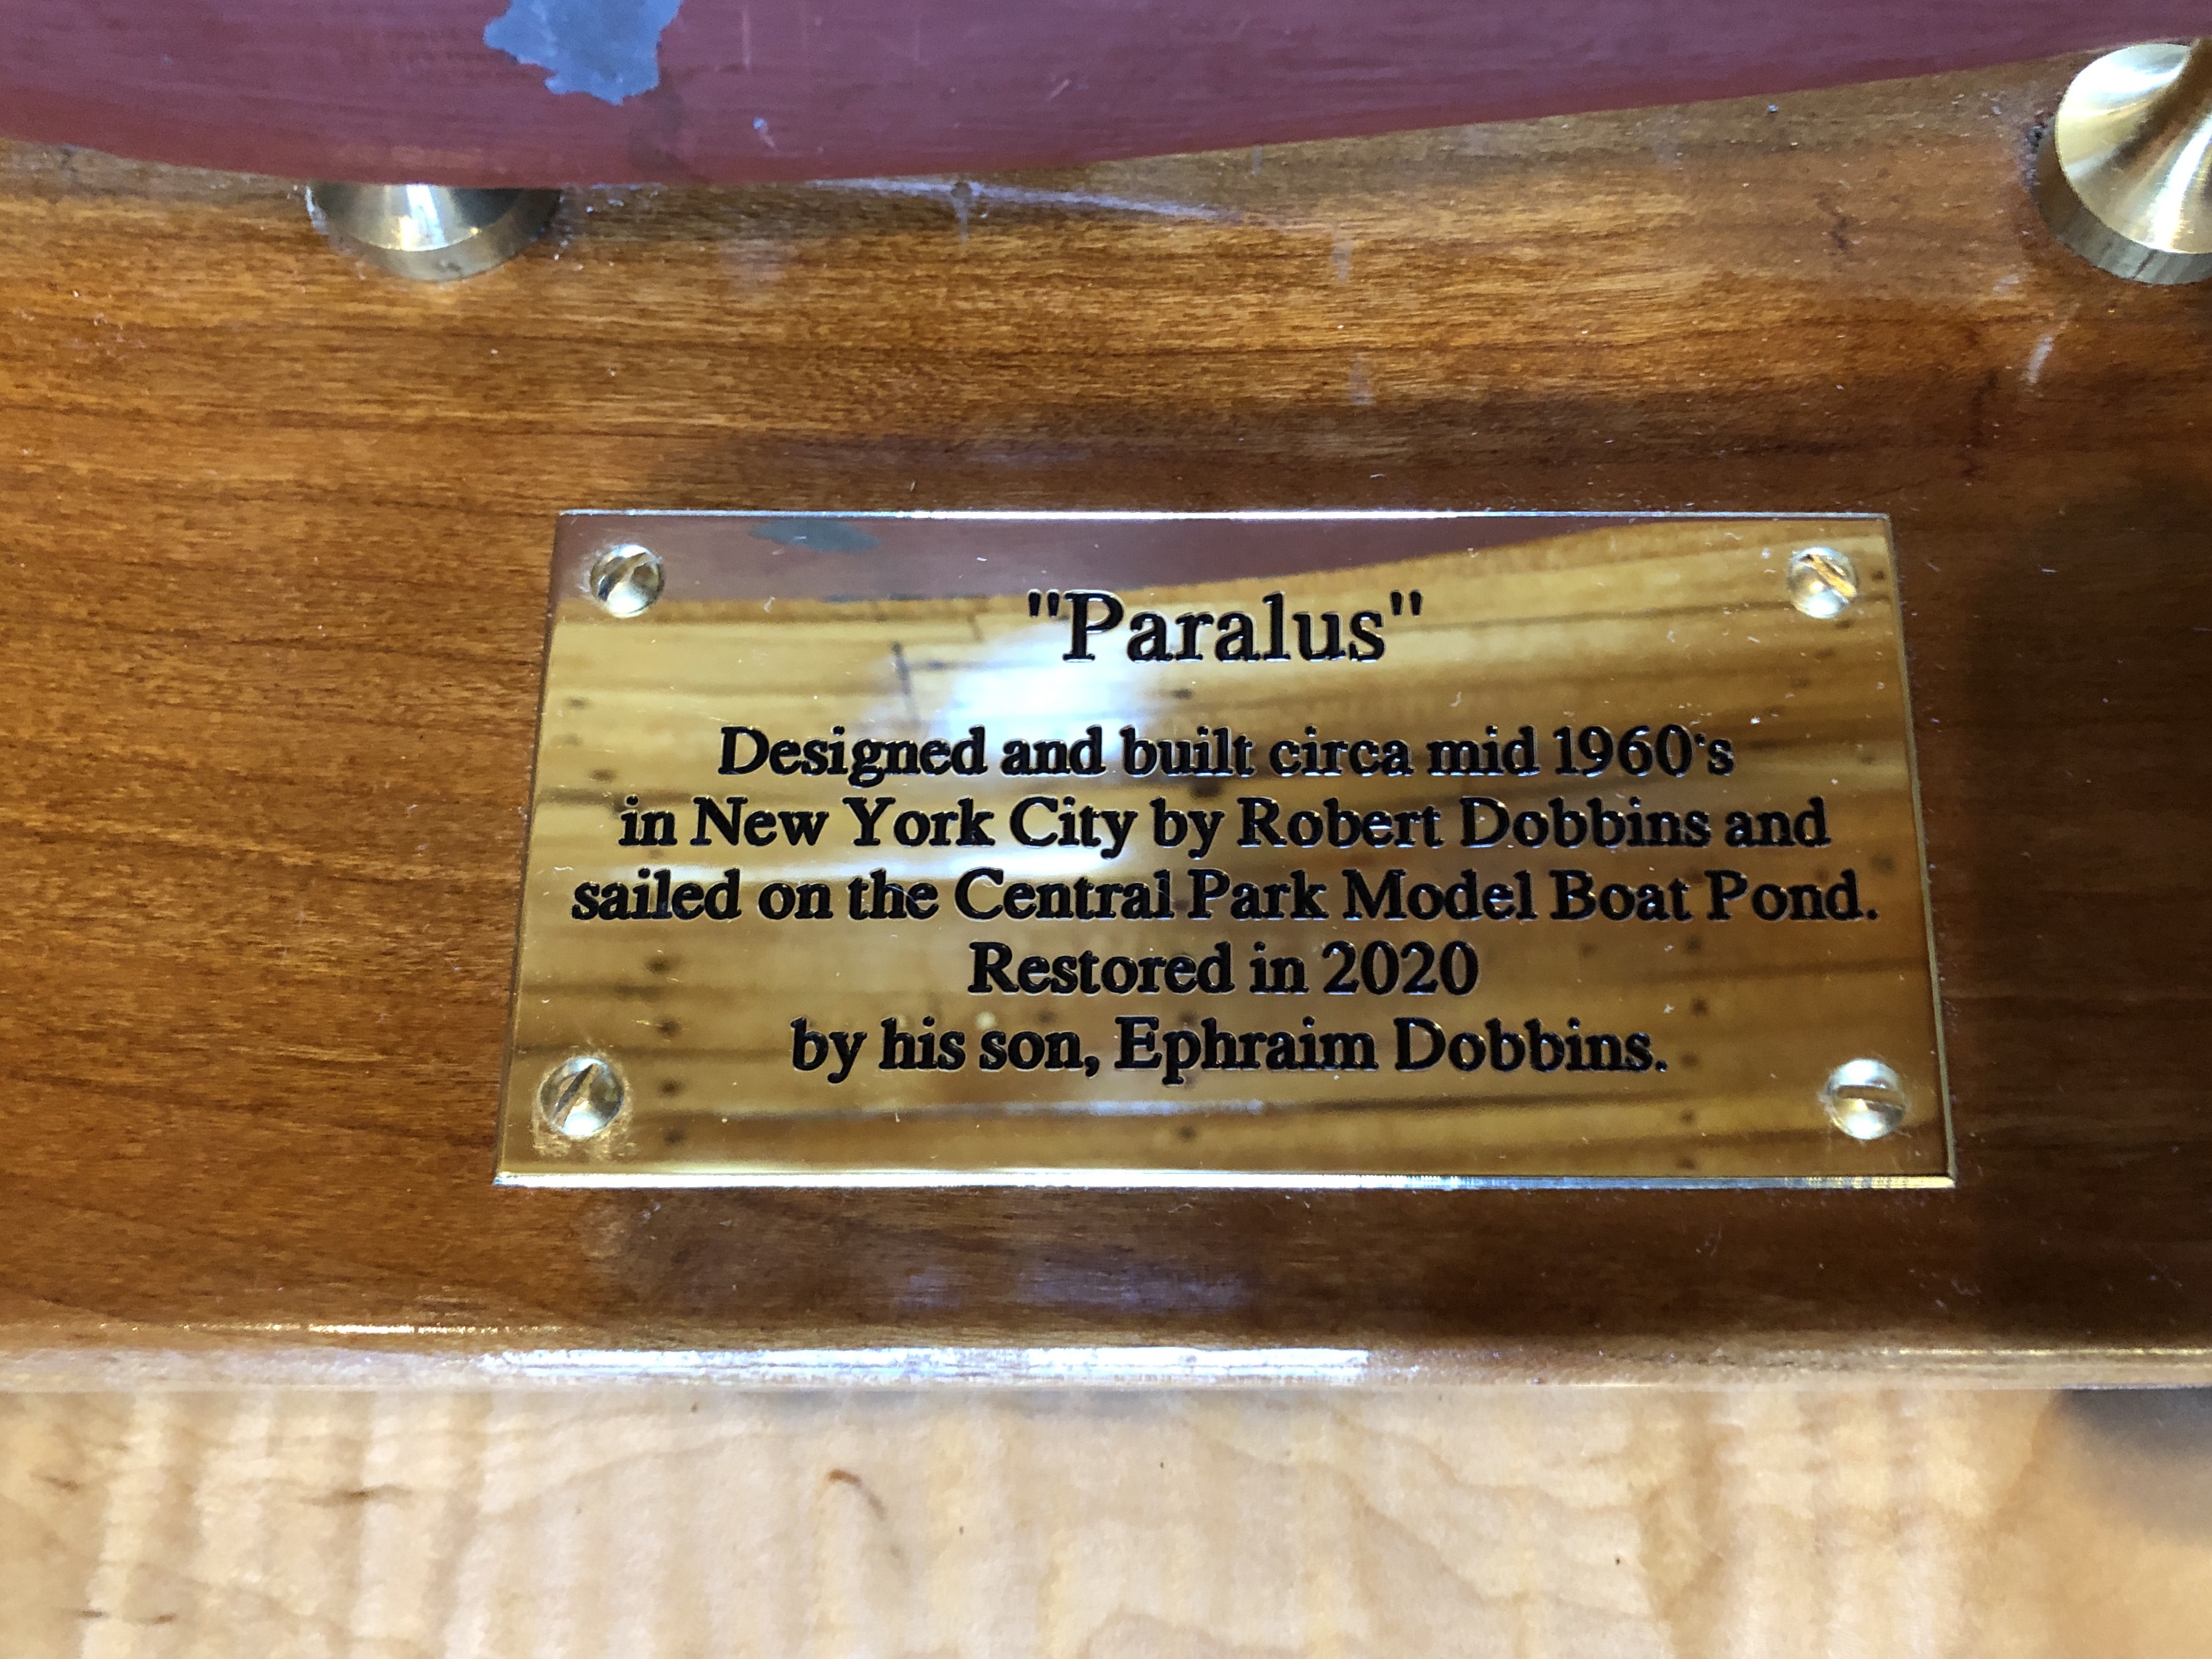 "Paralus"
Designed and built circa mid 1960's
in New York City by Robert Dobbins and
sailed on the Central Park Model Boat Pond.
Restored in 2020
by his son, Ephraim Dobbins.